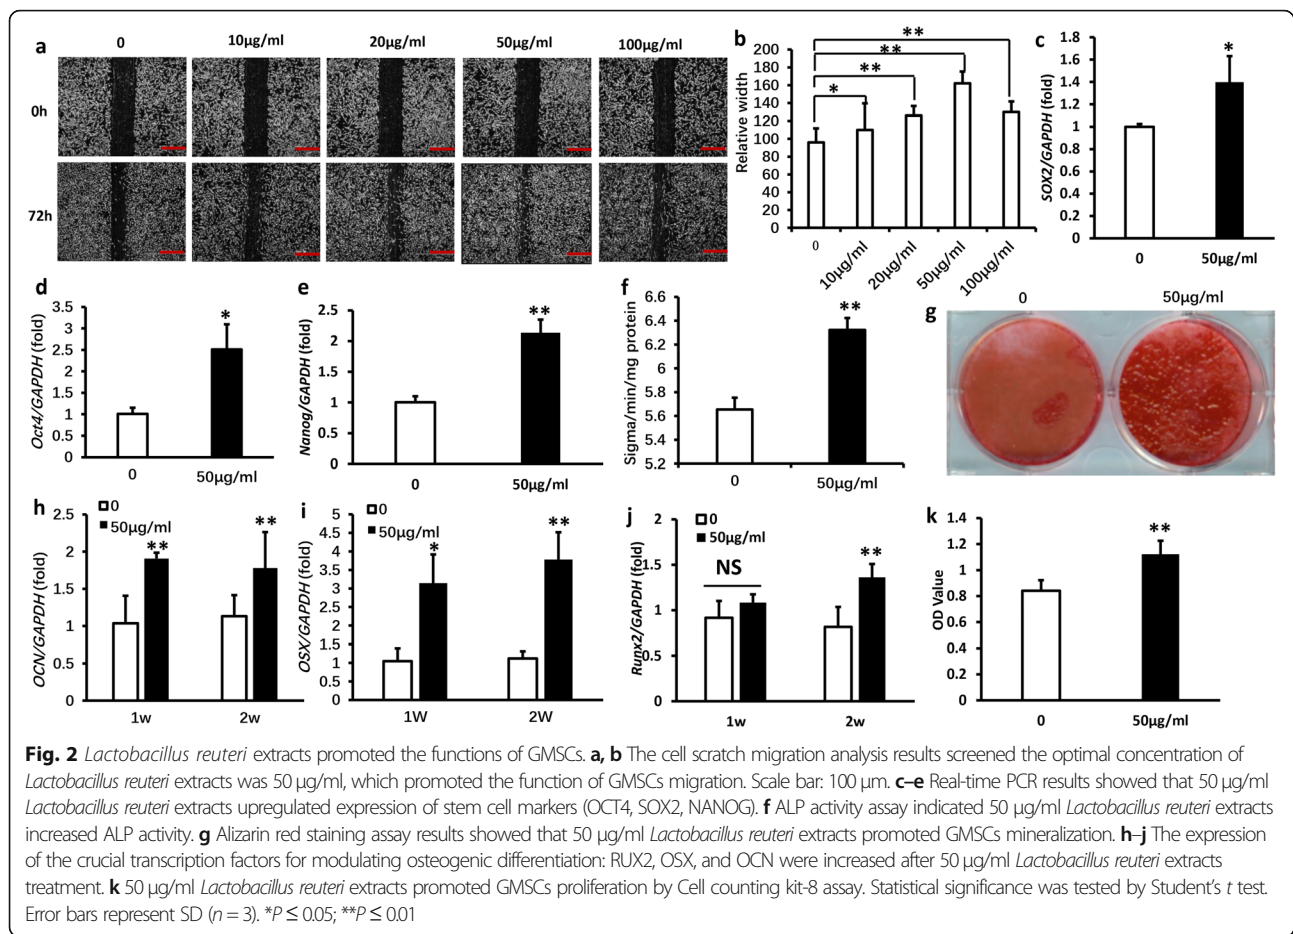 a
0
10µg/ml
20µg/ml
50µg/ml
100µg/ml
0h
72h
b
Relative width
200
180
160
140
120
100
80
60
40
20
0
*
**
**
**
0
10µg/ml
20µg/ml
50µg/ml
100µg/ml
c
SOX2/GAPDH (fold)
1.8
1.6
1.4
1.2
1
0.8
0.6
0.4
0.2
0
*
0
50µg/ml
d
Oct4/GAPDH (fold)
3.5
3
2.5
2
1.5
1
0.5
0
*
0
50µg/ml
e
Nanog/GAPDH (fold)
2.5
2
1.5
1
0.5
0
**
0
50µg/ml
f
Sigma/min/mg protein
6.6
6.4
6.2
6
5.8
5.6
5.4
5.2
**
0
50µg/ml
g
0
50µg/ml
h
OCN/GAPDH (fold)
0
50µg/ml
2.5
2
1.5
1
0.5
0
**
**
1w
2w
i
OSX/GAPDH (fold)
0
50µg/ml
5
4.5
4
3.5
3
2.5
2
1.5
1
0.5
0
*
**
1W
2W
j
Runx2/GAPDH (fold)
0
50µg/ml
2
1.5
1
0.5
0
NS
**
1w
2w
k
OD Value
1.4
1.2
1
0.8
0.6
0.4
0.2
0
**
0
50µg/ml
Fig. 2 Lactobacillus reuteri extracts promoted the functions of GMSCs. a, b The cell scratch migration analysis results screened the optimal concentration of
Lactobacillus reuteri extracts was 50 µg/ml, which promoted the function of GMSCs migration. Scale bar: 100 µm. c–e Real-time PCR results showed that 50 µg/ml
Lactobacillus reuteri extracts upregulated expression of stem cell markers (OCT4, SOX2, NANOG). f ALP activity assay indicated 50 µg/ml Lactobacillus reuteri extracts
increased ALP activity. g Alizarin red staining assay results showed that 50 µg/ml Lactobacillus reuteri extracts promoted GMSCs mineralization. h–j The expression
of the crucial transcription factors for modulating osteogenic differentiation: RUX2, OSX, and OCN were increased after 50 µg/ml Lactobacillus reuteri extracts
treatment. k 50 µg/ml Lactobacillus reuteri extracts promoted GMSCs proliferation by Cell counting kit-8 assay. Statistical significance was tested by Student's t test.
Error bars represent SD (n = 3). *P ≤ 0.05; **P ≤ 0.01